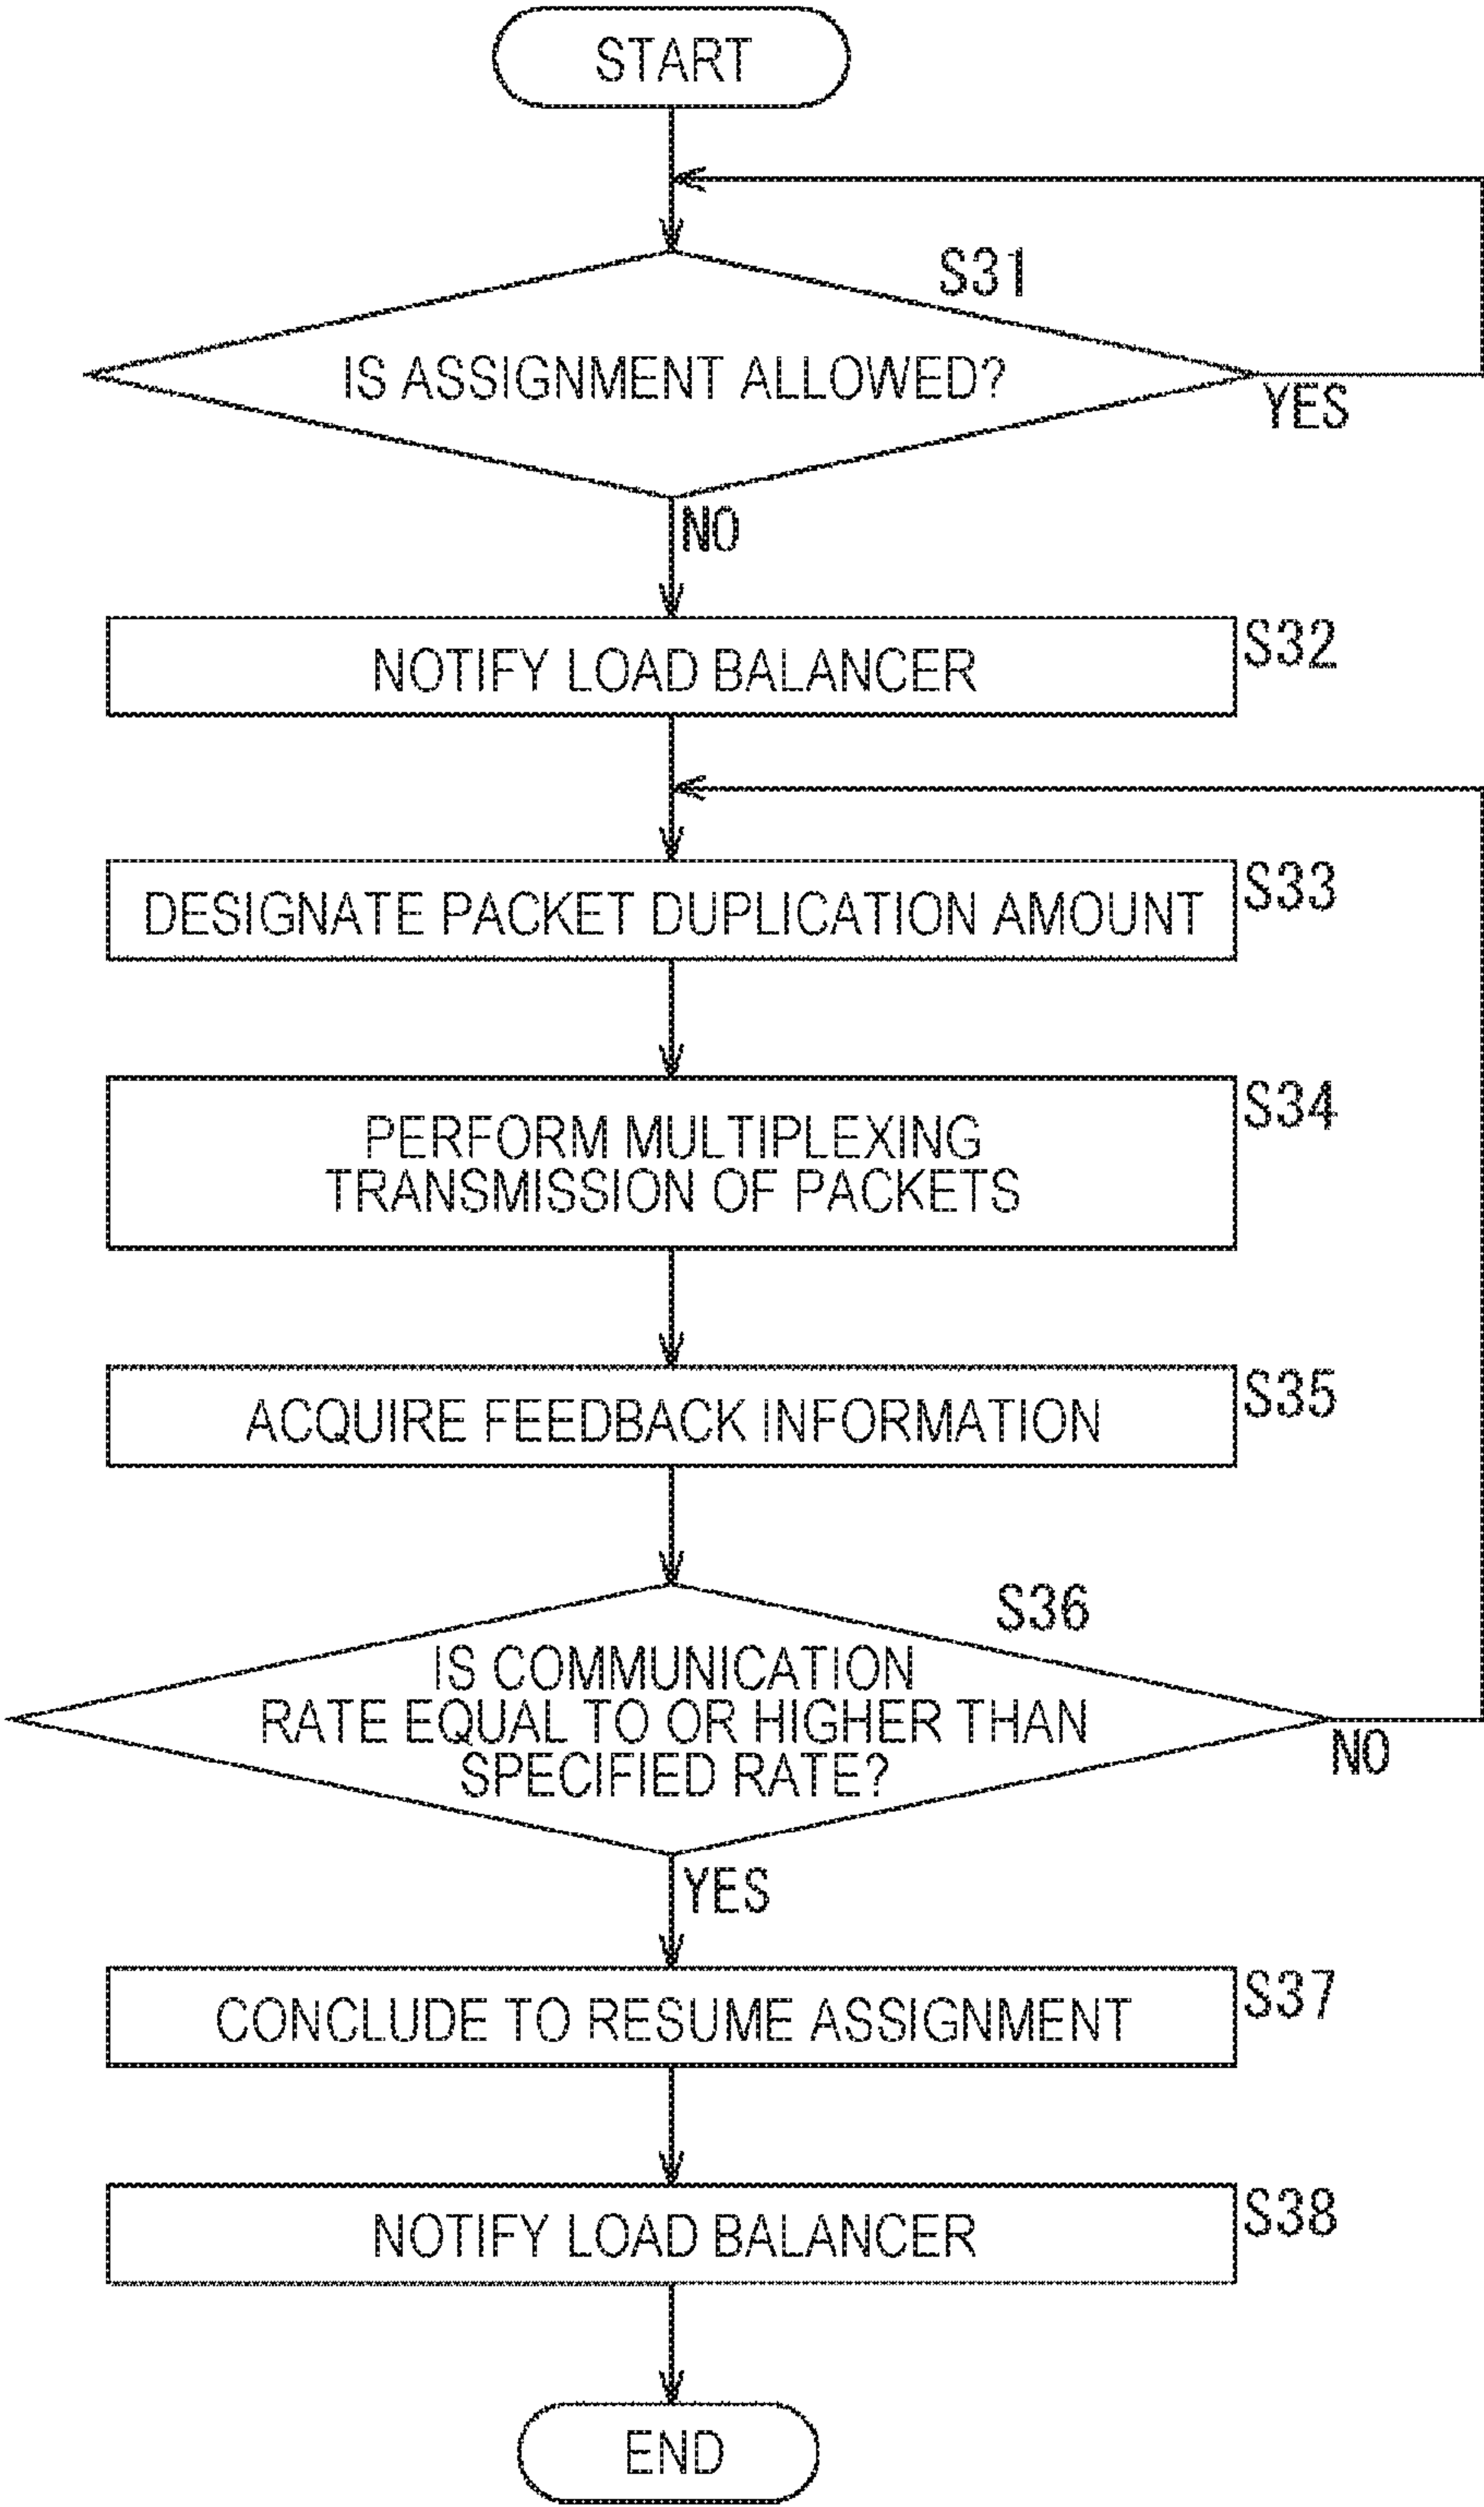 START
S31
IS ASSIGNMENT ALLOWED?
YES
NO
NOTIFY LOAD BALANCER
S32
DESIGNATE PACKET DUPLICATION AMOUNT
S33
PERFORM MULTIPLEXING
TRANSMISSION OF PACKETS
S34
ACQUIRE FEEDBACK INFORMATION
S35
S36
IS COMMUNICATION
RATE EQUAL TO OR HIGHER THAN
SPECIFIED RATE?
NO
YES
CONCLUDE TO RESUME ASSIGNMENT
S37
NOTIFY LOAD BALANCER
S38
END